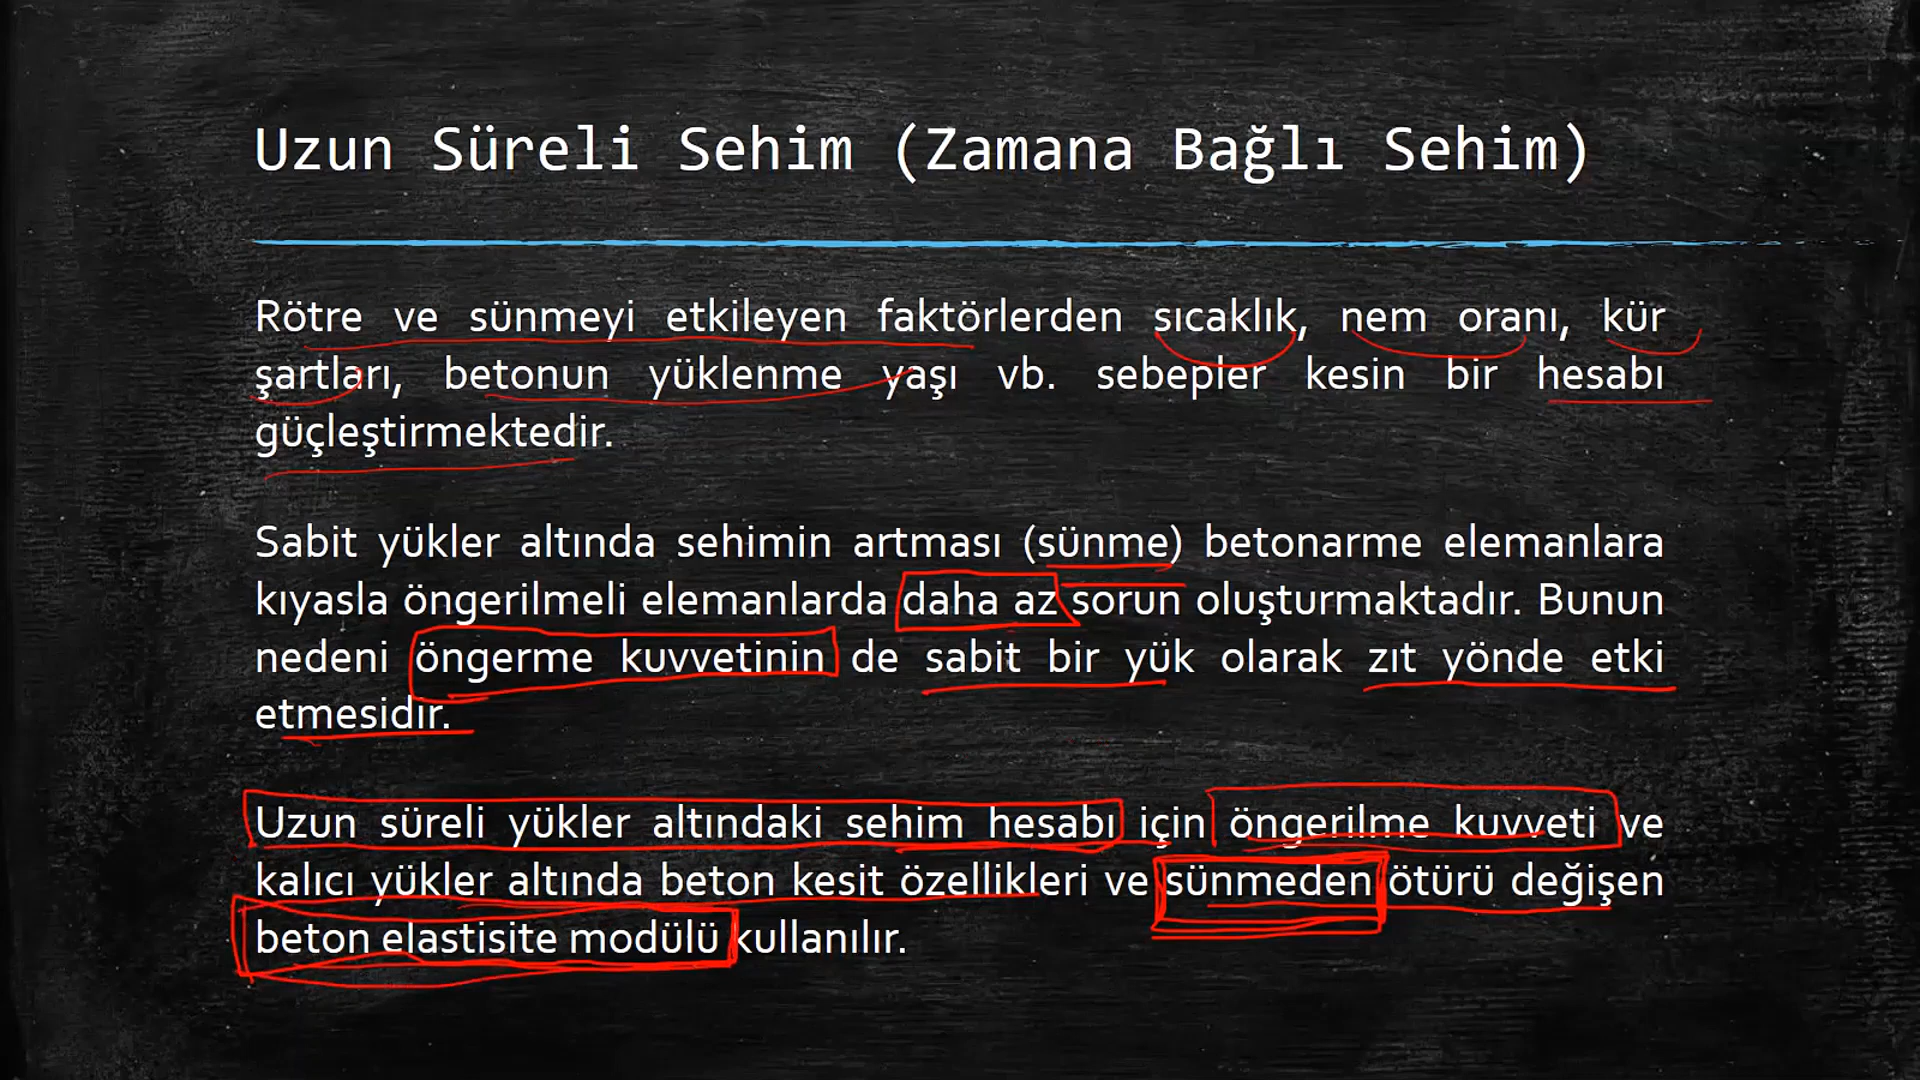 Uzun Süreli Sehim (Zamana Bağlı Sehim)
Rötre ve sünmeyi etkileyen faktörlerden sıcaklık, nem oranı, kür
şartları, betonun yüklenme yaşı vb. sebepler kesin bir hesabı
güçleştirmektedir.
Sabit yükler altında sehimin artması (sünme) betonarme elemanlara
kıyasla öngerilmeli elemanlarda daha az sorun oluşturmaktadır. Bunun
nedeni öngerme kuvvetinin de sabit bir yük olarak zıt yönde etki
etmesidir.
Uzun süreli yükler altındaki sehim hesabı için öngerilme kuvveti ve
kalıcı yükler altında beton kesit özellikleri ve sünmeden ötürü değişen
beton elastisite modülü kullanılır.